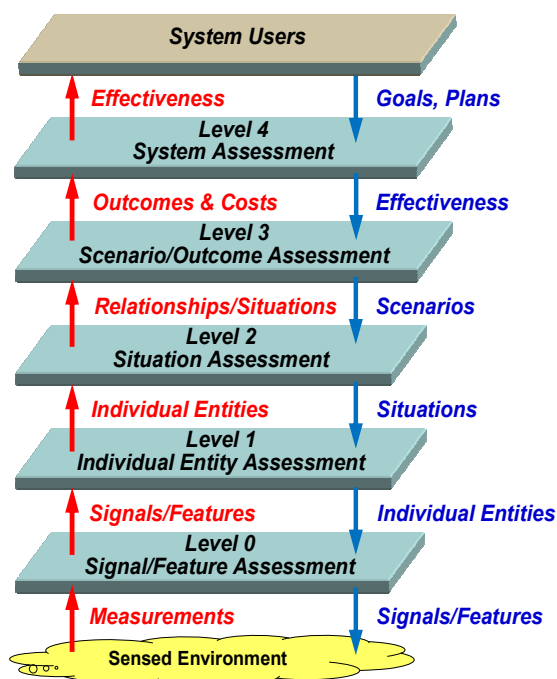 System Users
Effectiveness
Goals, Plans
Level 4
System Assessment
Outcomes & Costs
Effectiveness
Level 3
Scenario/Outcome Assessment
Relationships/Situations
Scenarios
Level 2
Situation Assessment
Individual Entities
Situations
Level 1
Individual Entity Assessment
Signals/Features
Individual Entities
Level 0
Signal/Feature Assessment
Measurements
Signals/Features
Sensed Environment